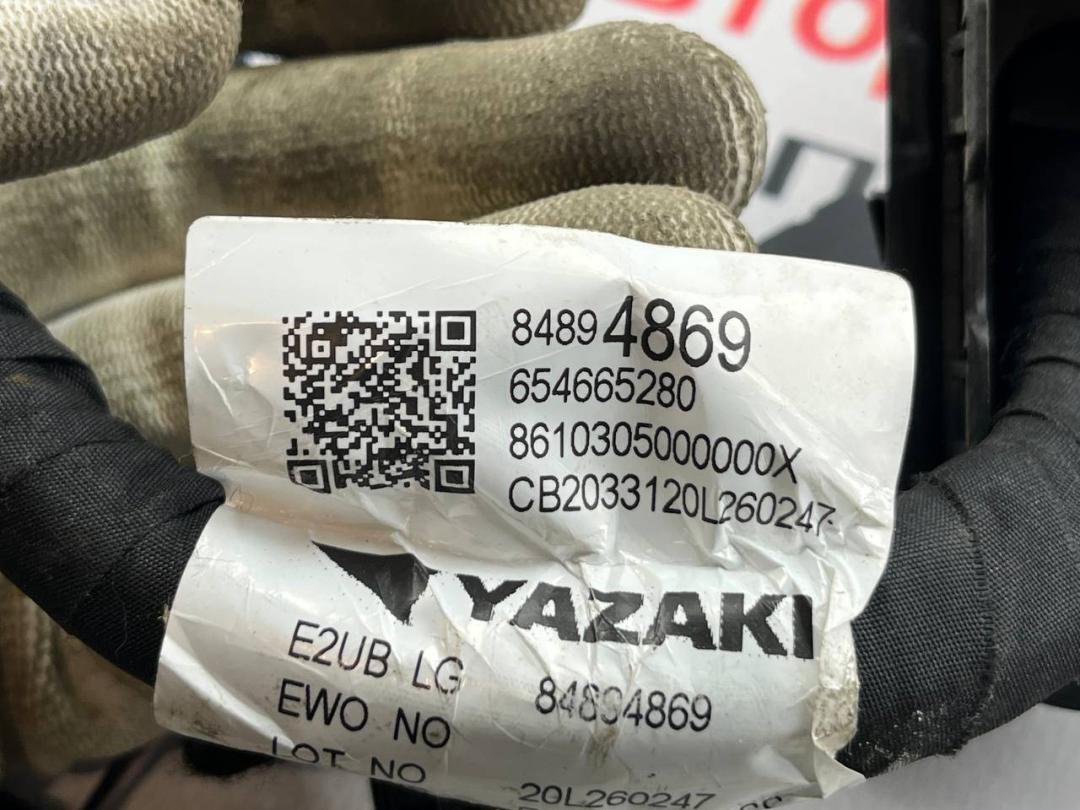 84894869
654665280
8610305000000X
CB2033120L260247
YAZAKI
E2UB LG
84894869
EWO NO
LOT NO
20L260247